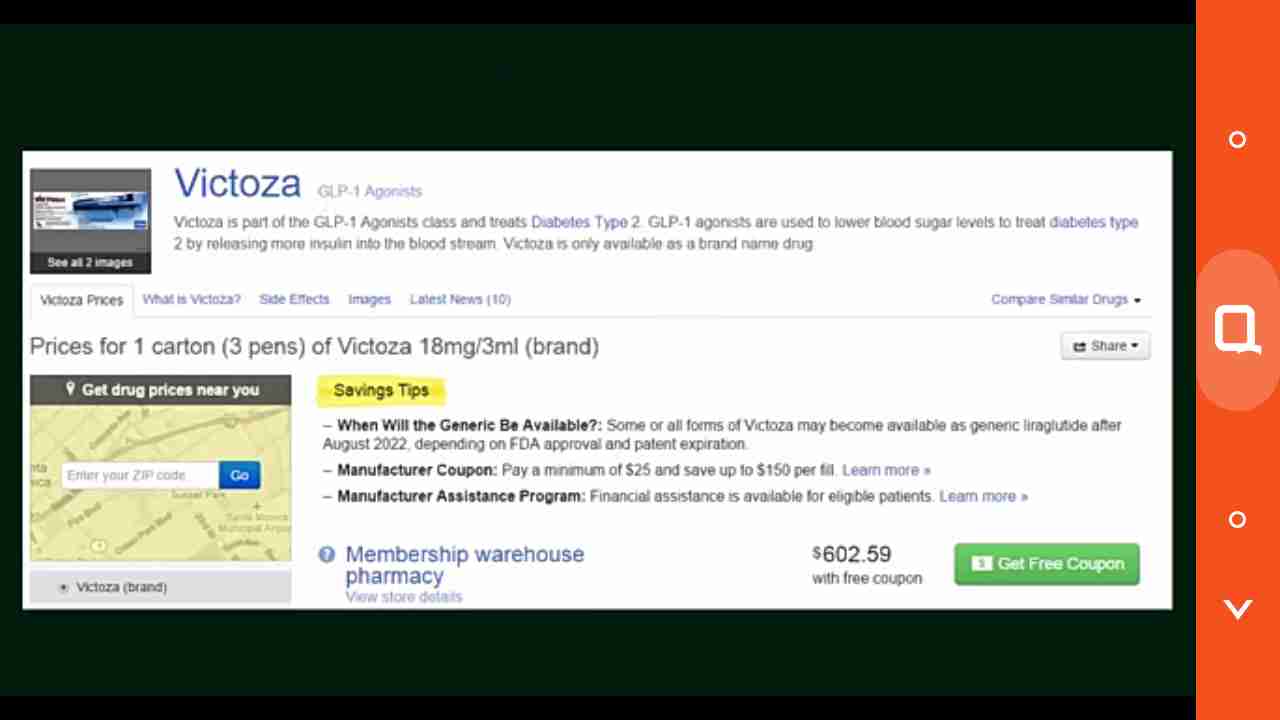 Victoza GLP-1 Agonists
Victoza is part of the GLP-1 Agonists class and treats Diabetes Type 2. GLP-1 agonists are used to lower blood sugar levels to treat diabetes type
2 by releasing more insulin into the blood stream. Victoza is only available as a brand name drug
See all 2 images
Victoza Prices What is Victoza? Side Effects Images Latest News (10) Compare Similar Drugs
Prices for 1 carton (3 pens) of Victoza 18mg/3ml (brand)
Share
Get drug prices near you
Enter your ZIP code Go
Victoza (brand)
Savings Tips
– When Will the Generic Be Available?: Some or all forms of Victoza may become available as generic liraglutide after
August 2022, depending on FDA approval and patent expiration.
– Manufacturer Coupon: Pay a minimum of $25 and save up to $150 per fill. Learn more »
– Manufacturer Assistance Program: Financial assistance is available for eligible patients. Learn more »
Membership warehouse
pharmacy
View store details
$602.59
with free coupon
Get Free Coupon